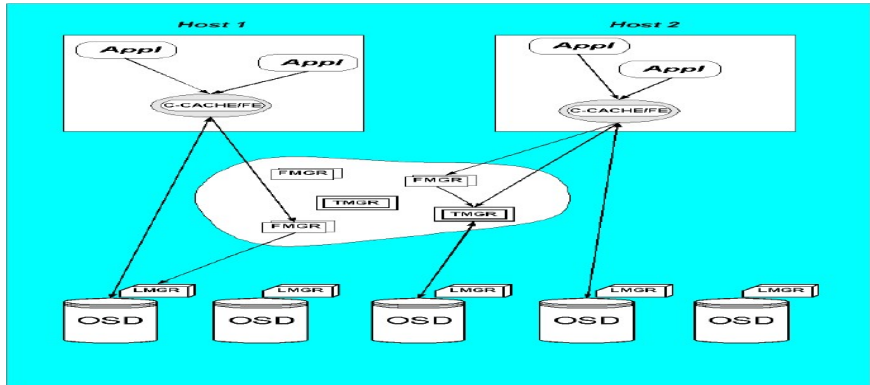 Host 1
Host 2
Appl
Appl
Appl
Appl
C-CACHE/FE
C-CACHE/FE
FMGR
FMGR
TMGR
TMGR
FMGR
LMGR
LMGR
LMGR
LMGR
LMGR
OSD
OSD
OSD
OSD
OSD